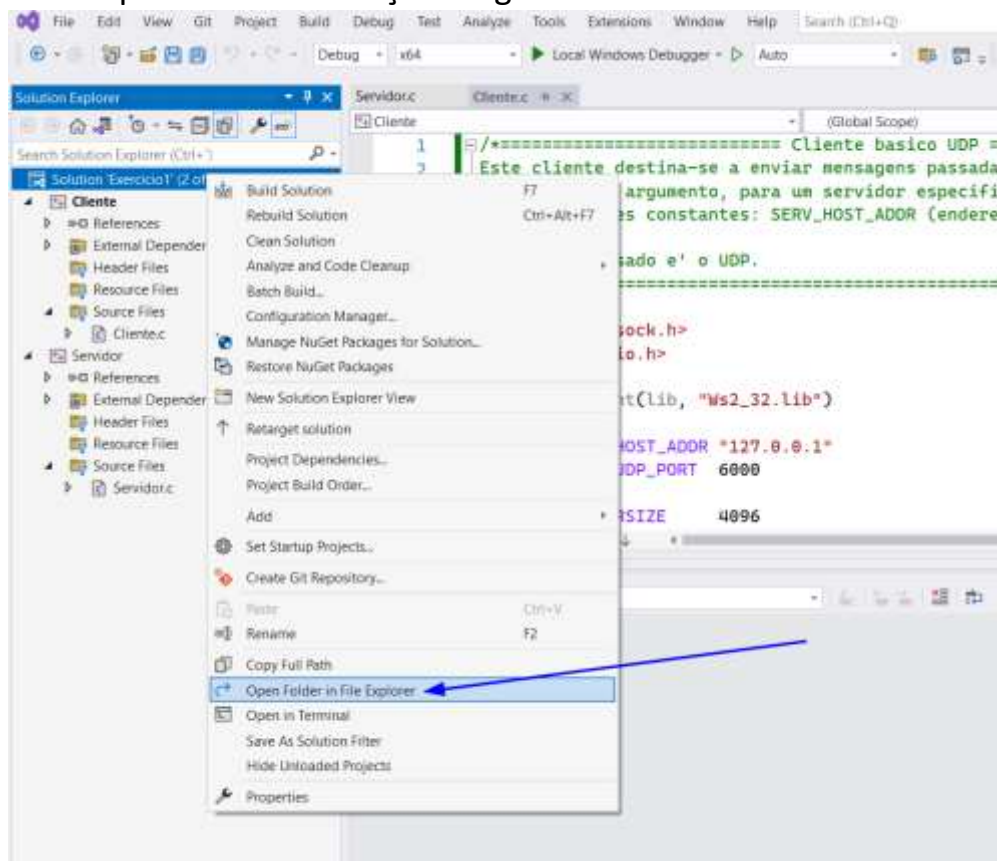 File Edit View Git Project Build Debug Test Analyze Tools Extensions Window Help Search (Ctrl+Q)
Debug x64 Local Windows Debugger Auto
Solution Explorer
Servidor.c Cliente.c
Cliente (Global Scope)
Search Solution Explorer (Ctrl+
Solution 'Exercicio1' (2 of
Cliente
References
External Depender
Header Files
Resource Files
Source Files
Cliente.c
Servidor
References
External Depender
Header Files
Resource Files
Source Files
Servidor.c
1 /*============================ Cliente basico UDP =
2 Este cliente destina-se a enviar mensagens passada
argumento, para um servidor especifi
es constantes: SERV_HOST_ADDR (endere
sado e' o UDP.
sock.h>
io.h>
nt(lib, "Ws2_32.lib")
HOST_ADDR "127.0.0.1"
UDP_PORT 6000
RSIZE 4096
Build Solution F7
Rebuild Solution Ctrl+Alt+F7
Clean Solution
Analyze and Code Cleanup
Batch Build...
Configuration Manager...
Manage NuGet Packages for Solution...
Restore NuGet Packages
New Solution Explorer View
Retarget solution
Project Dependencies...
Project Build Order...
Add
Set Startup Projects...
Create Git Repository...
Paste Ctrl+V
Rename F2
Copy Full Path
Open Folder in File Explorer
Open in Terminal
Save As Solution Filter
Hide Unloaded Projects
Properties